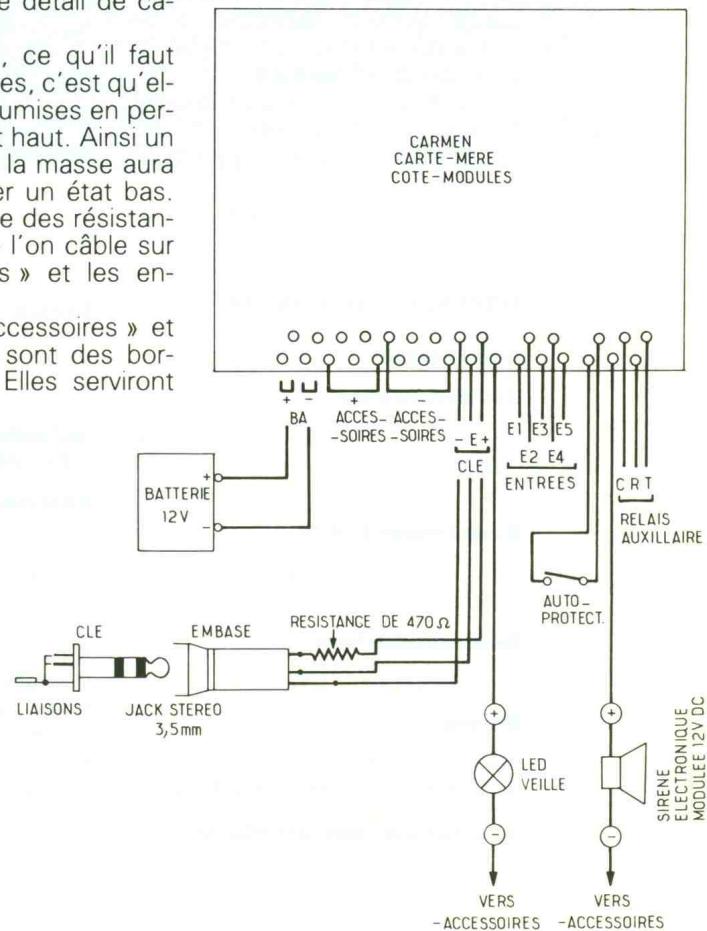 e détail de ca-
, ce qu'il faut
es, c'est qu'el-
umises en per-
t haut. Ainsi un
la masse aura
er un état bas.
e des résistan-
l'on câble sur
s » et les en-
ccessoires » et
sont des bor-
Elles serviront
CARMEN
CARTE-MERE
COTE-MODULES
+ -
BA
+
ACCES-
-SOIRES
-
ACCES-
-SOIRES
- E +
CLE
E1 E3 E5
E2 E4
ENTREES
C R T
RELAIS
AUXILLAIRE
BATTERIE
12V
+
-
AUTO-
PROTECT.
CLE
EMBASE
RESISTANCE DE 470 Ω
LIAISONS
JACK STEREO
3,5mm
+
LED
VEILLE
-
+
SIRENE
ELECTRONIQUE
MODULEE 12V DC
-
VERS
-ACCESSOIRES
VERS
-ACCESSOIRES